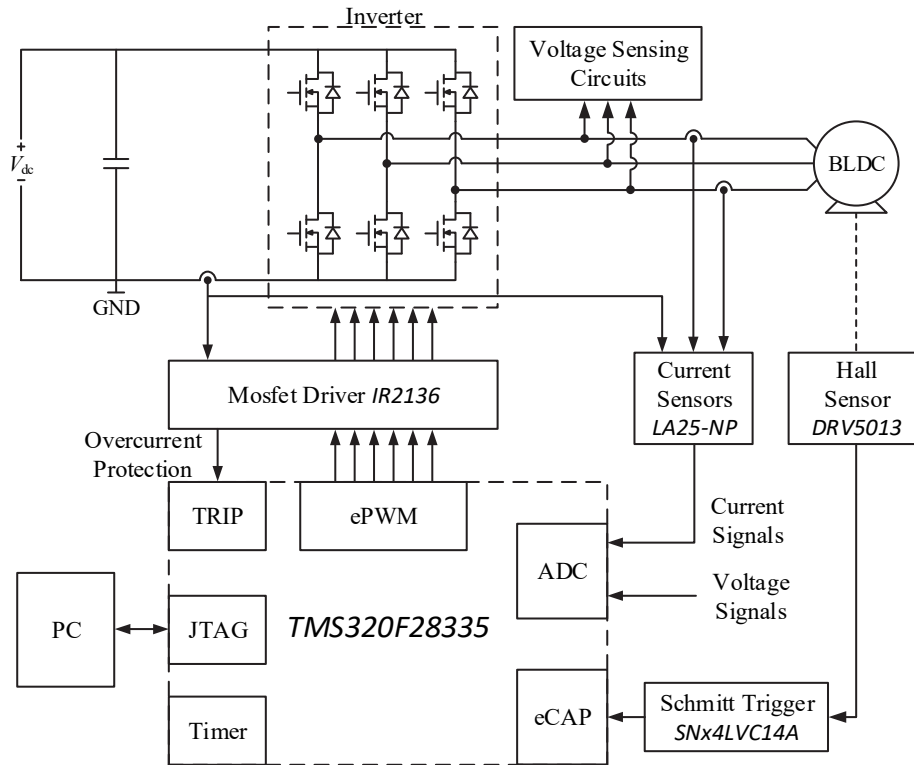 Inverter
Voltage Sensing
Circuits
+
V_dc
-
BLDC
GND
Mosfet Driver IR2136
Current
Sensors
LA25-NP
Hall
Sensor
DRV5013
Overcurrent
Protection
TRIP
ePWM
Current
Signals
ADC
Voltage
Signals
PC
JTAG
TMS320F28335
Timer
eCAP
Schmitt Trigger
SNx4LVC14A